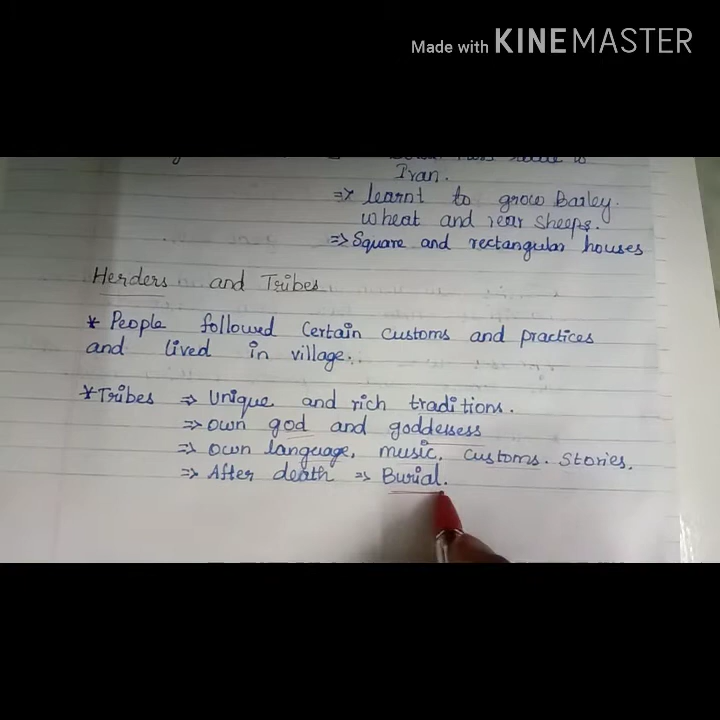 Made with KINEMASTER
Iran.
=> learnt to grow Barley.
wheat and rear sheeps.
=> Square and rectangular houses
Herders and Tribes
* People followed certain customs and practices
and lived in village.
* Tribes => Unique and rich traditions.
=> own god and goddessess
=> own language, music, customs. Stories.
=> After death => Burial.